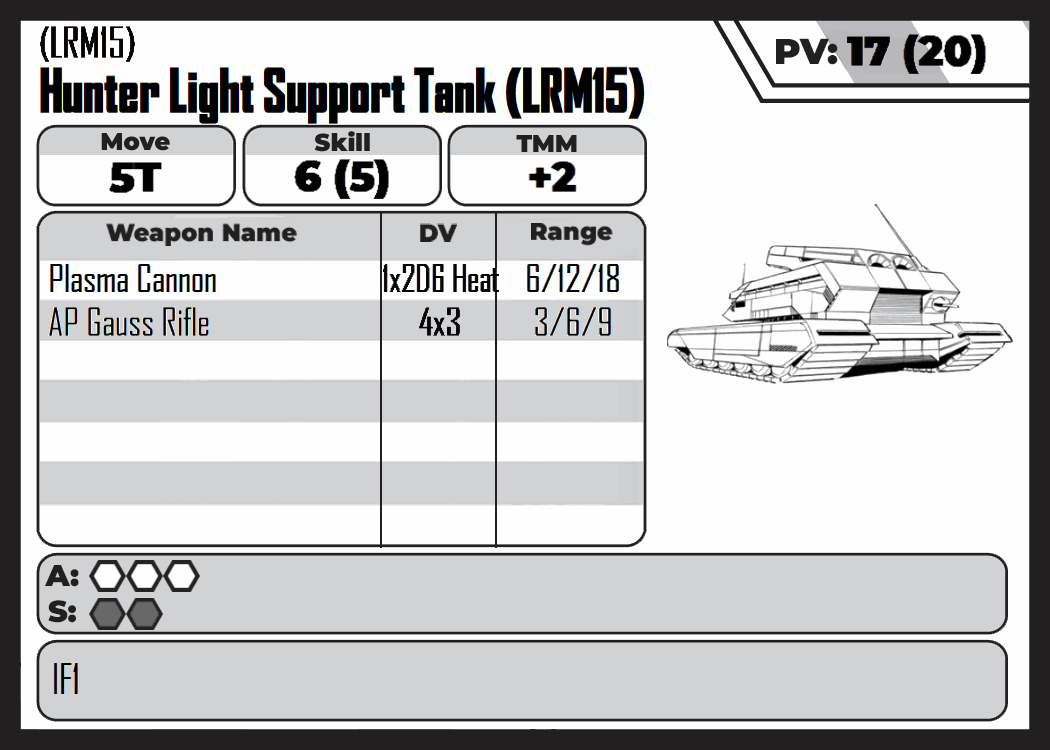 (LRM15)
Hunter Light Support Tank (LRM15)
PV: 17 (20)
Move Skill TMM
5T 6 (5) +2
Weapon Name DV Range
Plasma Cannon 1x2D6 Heat 6/12/18
AP Gauss Rifle 4x3 3/6/9
A:
S:
IF1